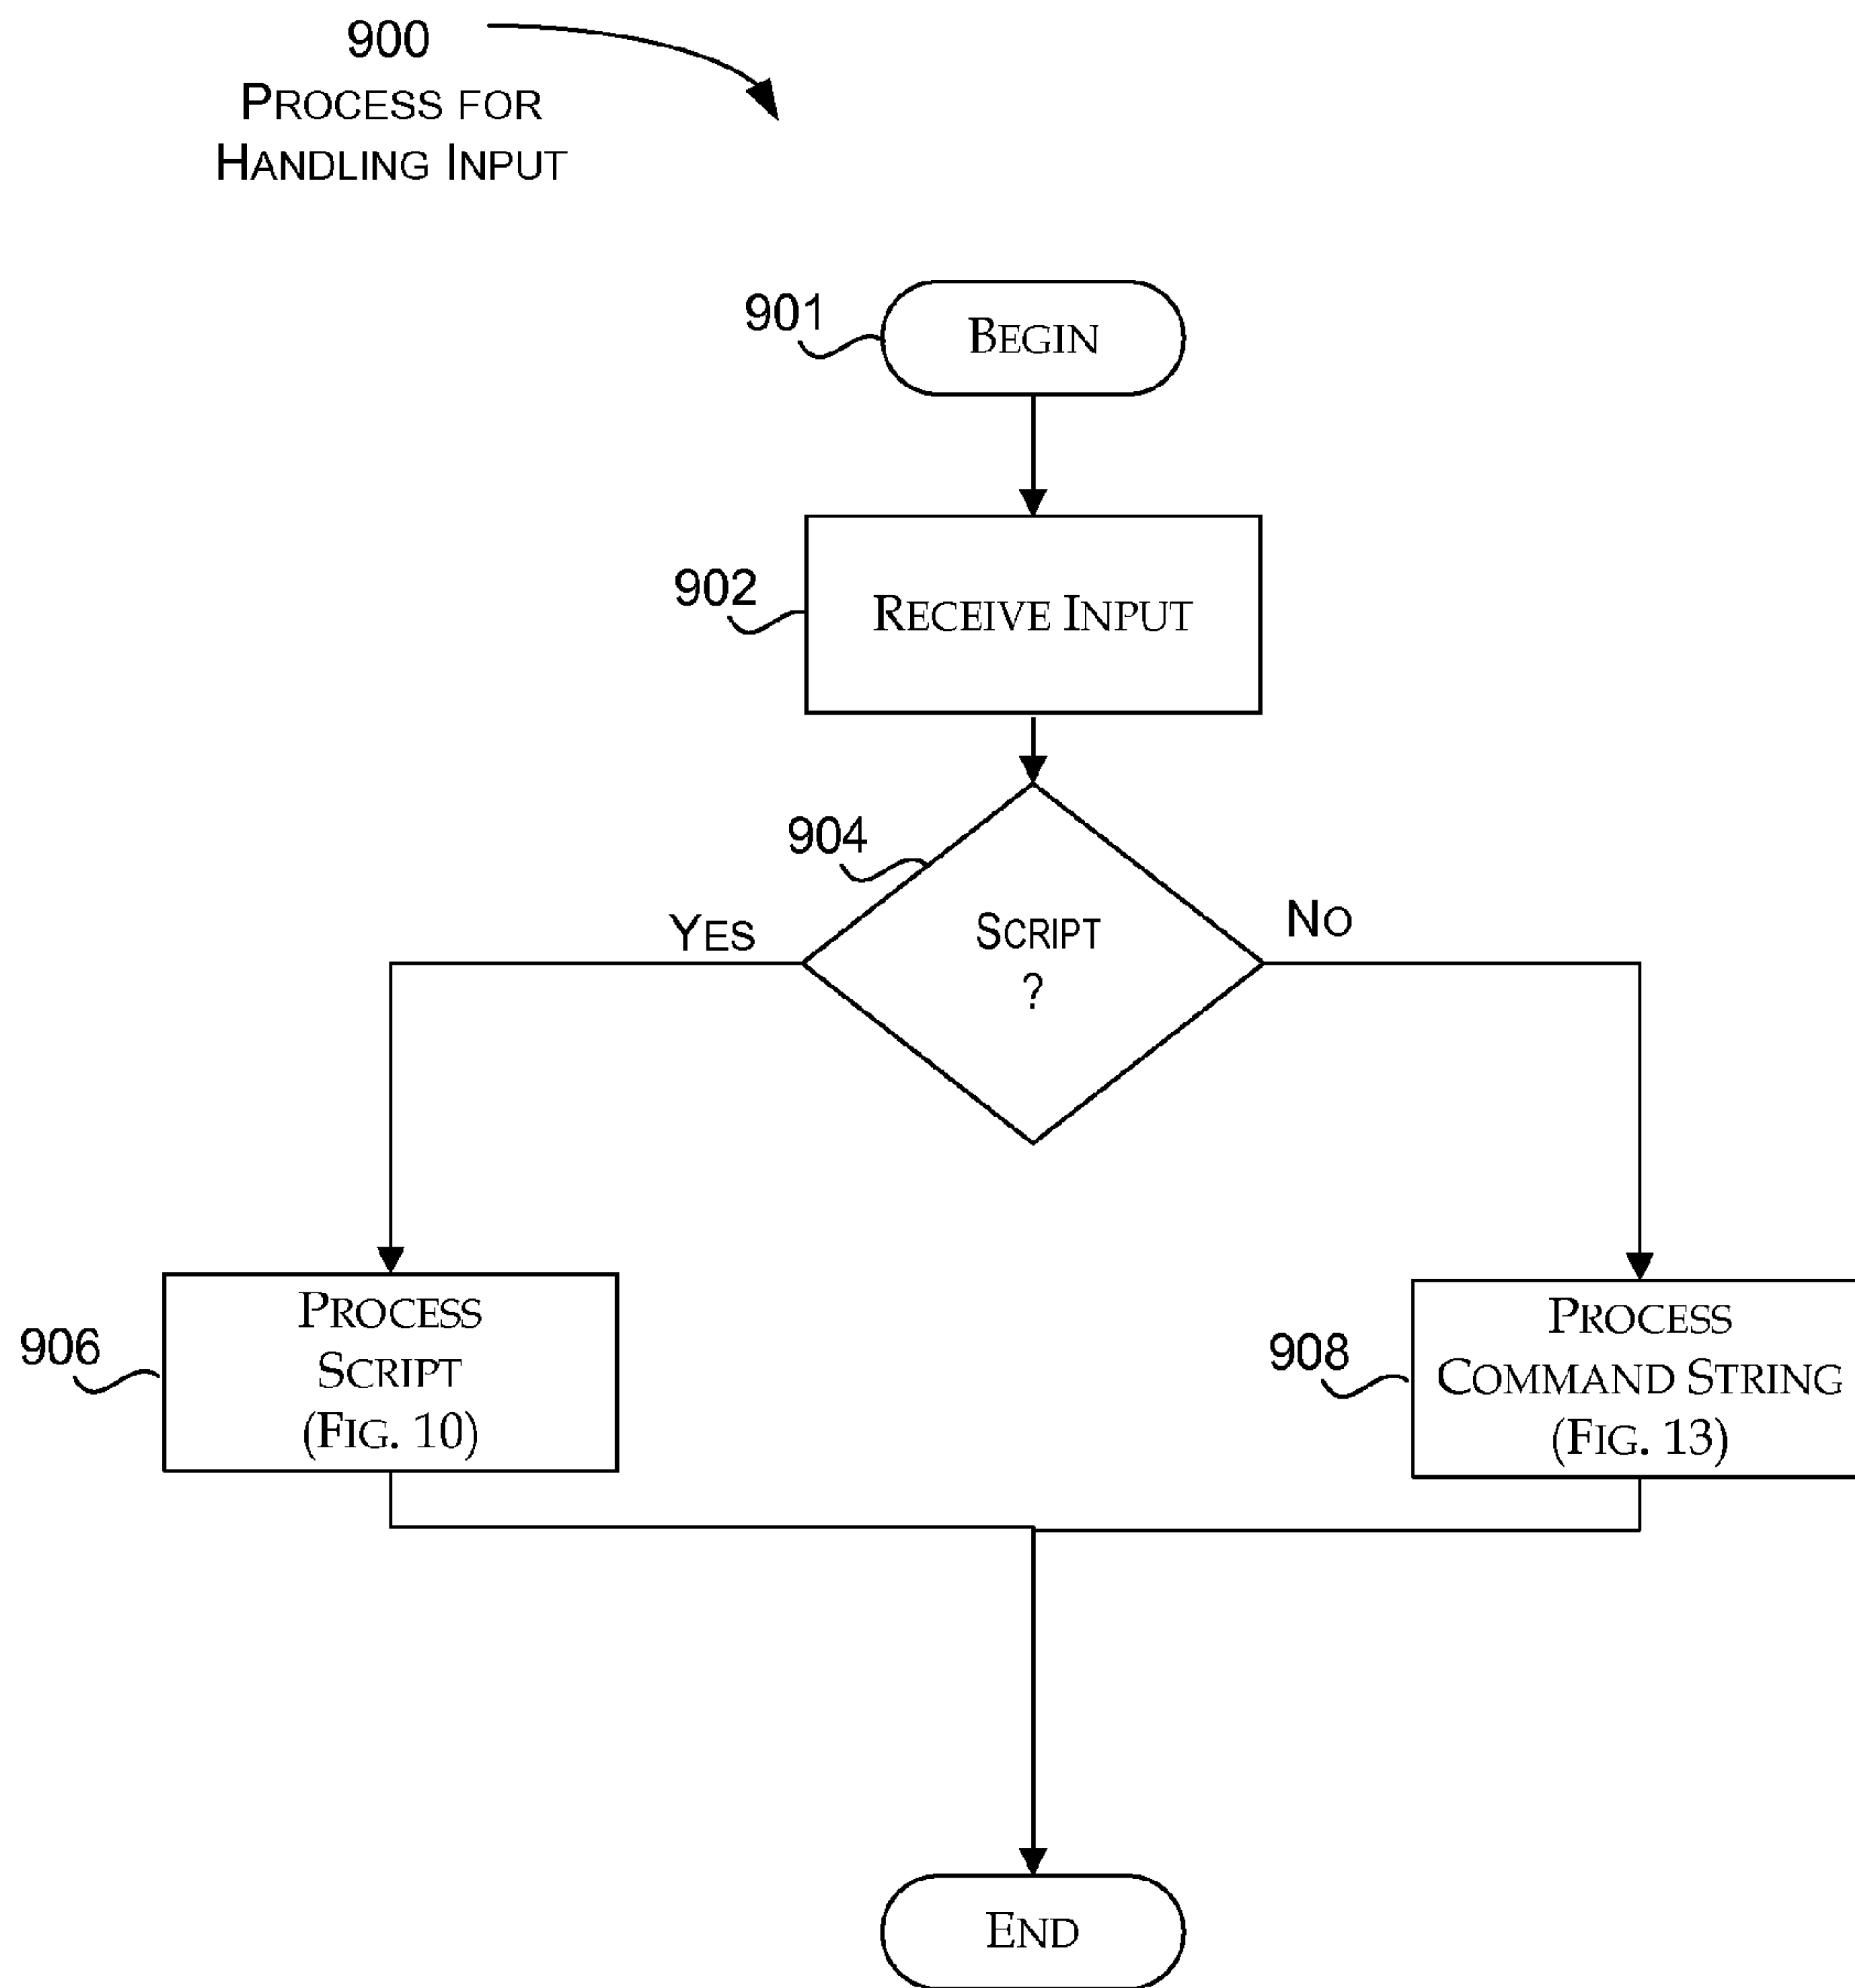 900
PROCESS FOR
HANDLING INPUT
901
BEGIN
902
RECEIVE INPUT
904
SCRIPT
?
YES
NO
906
PROCESS
SCRIPT
(FIG. 10)
908
PROCESS
COMMAND STRING
(FIG. 13)
END